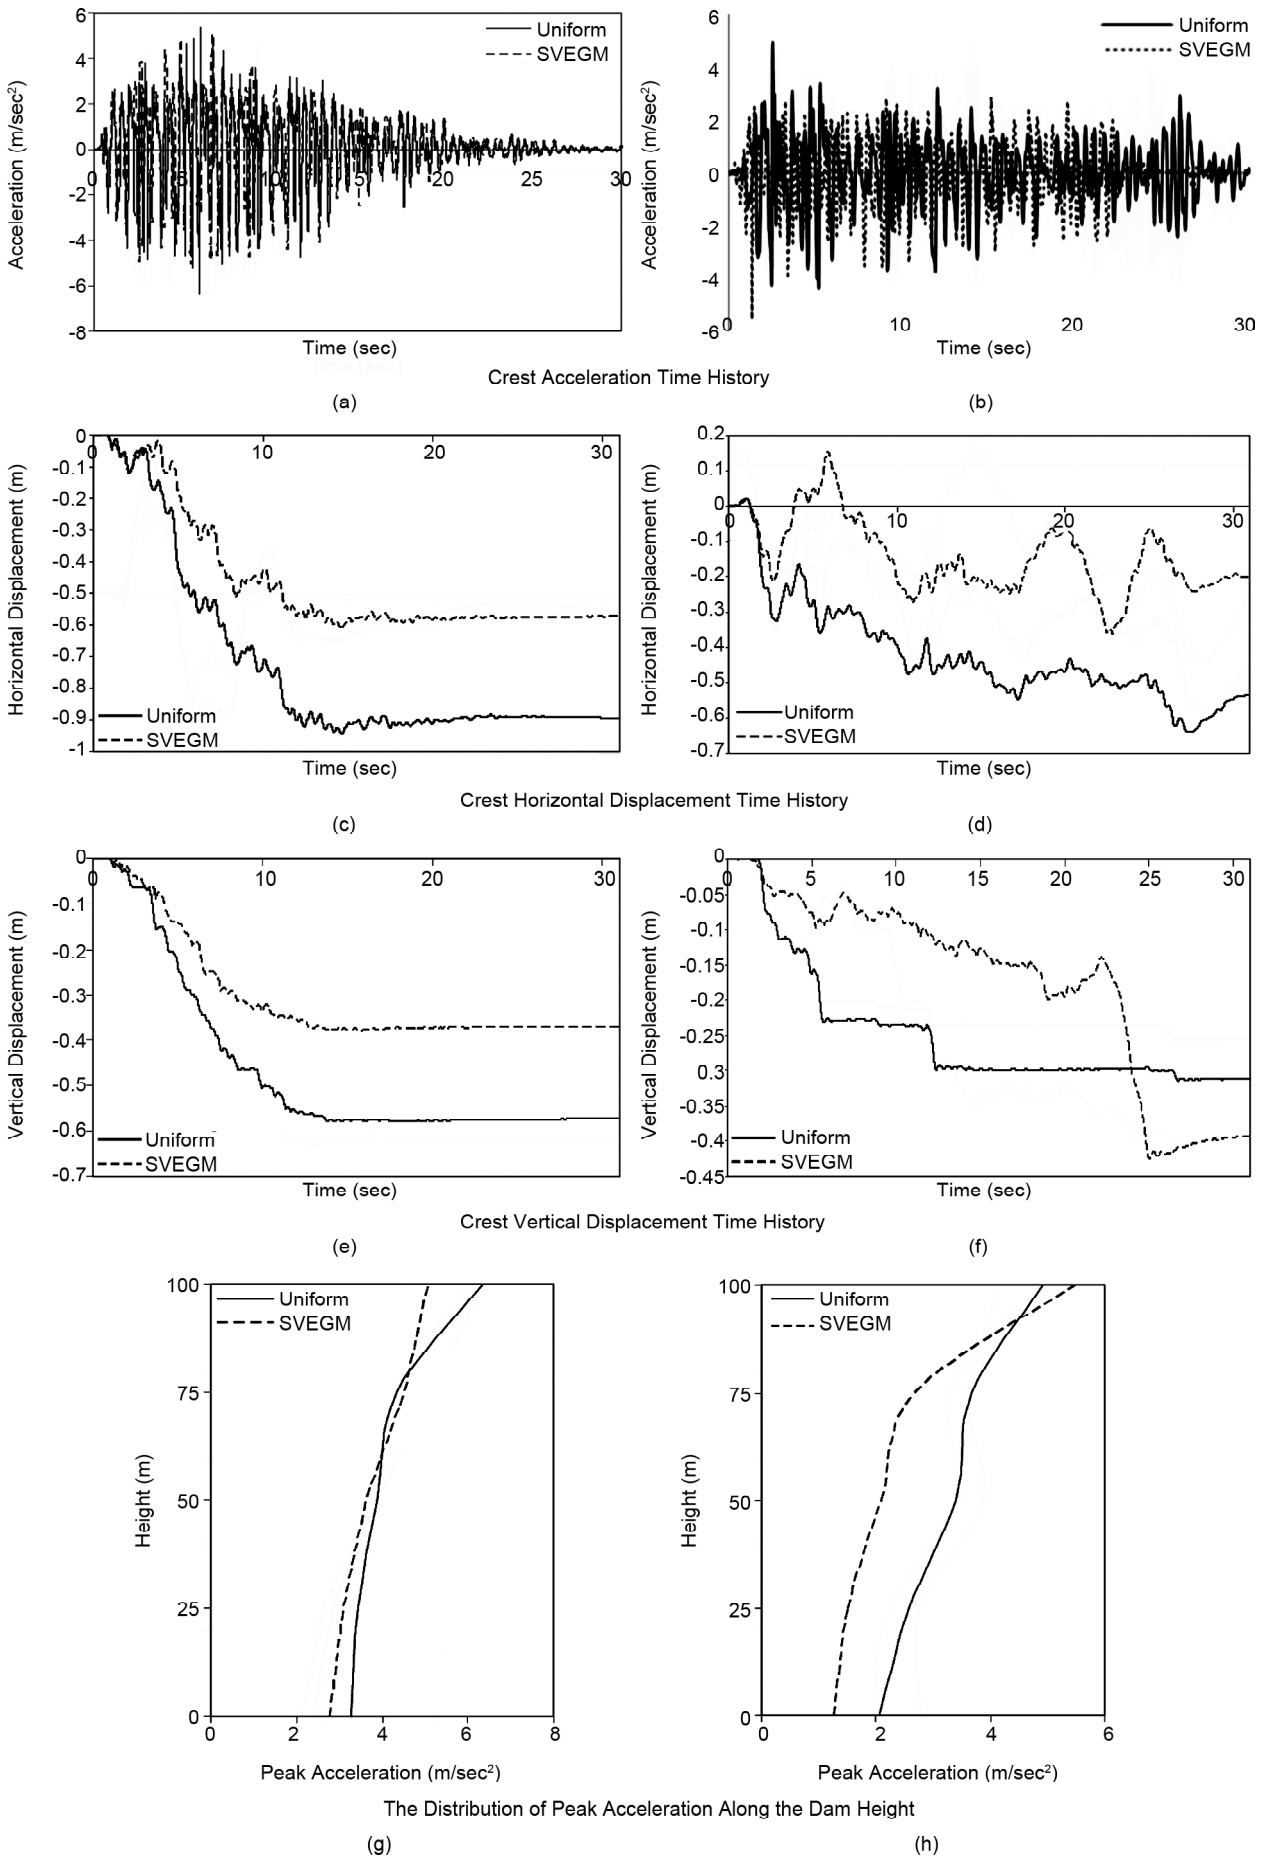 Uniform
SVEGM
6
4
2
0
-2
-4
-6
-8
0
5
10
15
20
25
30
Acceleration (m/sec²)
Time (sec)
Uniform
SVEGM
6
4
2
0
-2
-4
-6
0
10
20
30
Acceleration (m/sec²)
Time (sec)
Crest Acceleration Time History
(a)
(b)
0
-0.1
-0.2
-0.3
-0.4
-0.5
-0.6
-0.7
-0.8
-0.9
-1
0
10
20
30
Horizontal Displacement (m)
Uniform
SVEGM
Time (sec)
0.2
0.1
0
-0.1
-0.2
-0.3
-0.4
-0.5
-0.6
-0.7
0
10
20
30
Horizontal Displacement (m)
Uniform
SVEGM
Time (sec)
Crest Horizontal Displacement Time History
(c)
(d)
0
-0.1
-0.2
-0.3
-0.4
-0.5
-0.6
-0.7
0
10
20
30
Vertical Displacement (m)
Uniform
SVEGM
Time (sec)
0
-0.05
-0.1
-0.15
-0.2
-0.25
0.3
-0.35
-0.4
-0.45
0
5
10
15
20
25
30
Vertical Displacement (m)
Uniform
SVEGM
Time (sec)
Crest Vertical Displacement Time History
(e)
(f)
100
75
50
25
0
Height (m)
Uniform
SVEGM
0
2
4
6
8
Peak Acceleration (m/sec²)
100
75
50
25
0
Height (m)
Uniform
SVEGM
0
2
4
6
Peak Acceleration (m/sec²)
The Distribution of Peak Acceleration Along the Dam Height
(g)
(h)